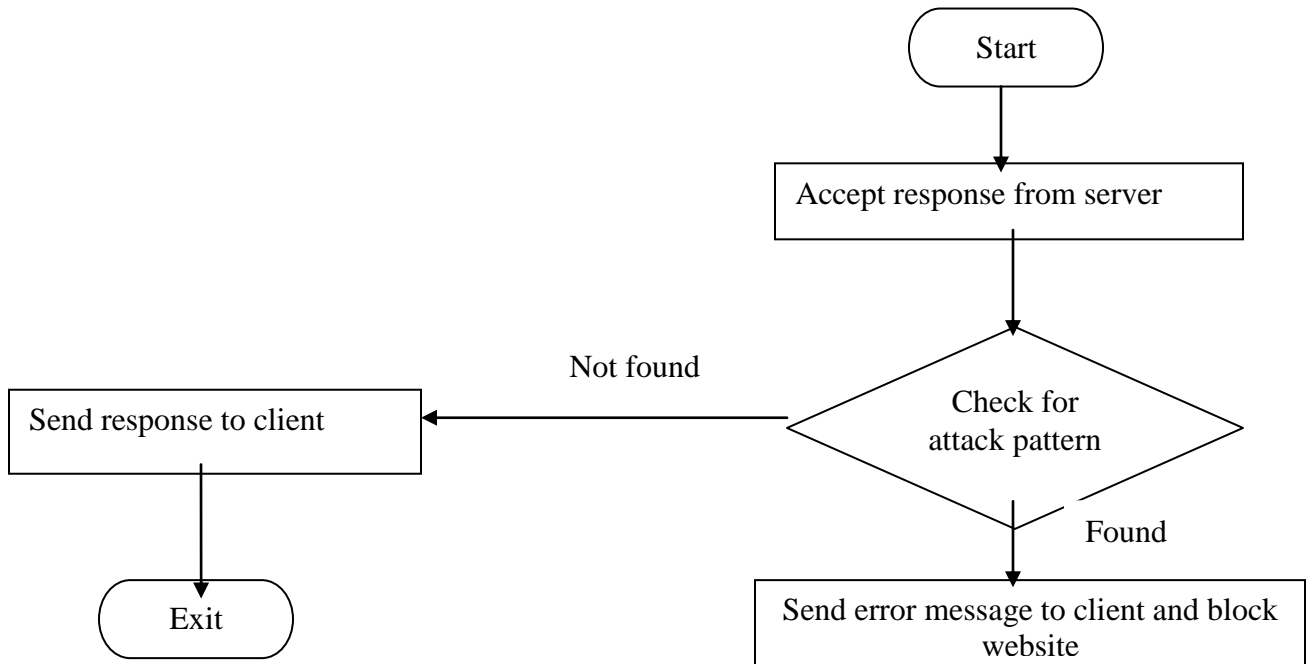 Start
Accept response from server
Not found
Check for
attack pattern
Send response to client
Found
Exit
Send error message to client and block
website